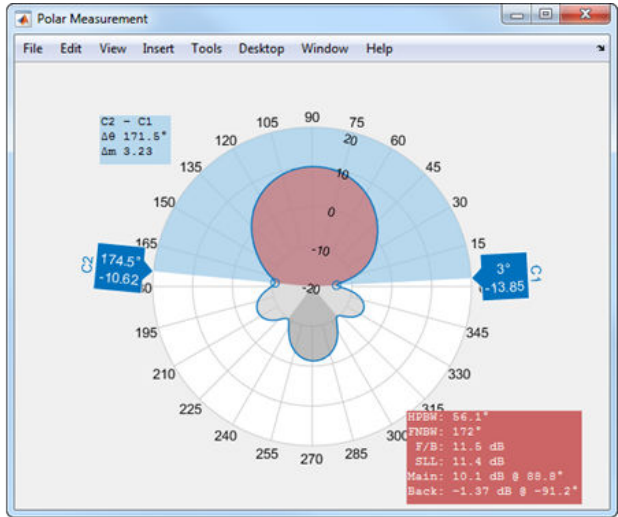 Polar Measurement
File Edit View Insert Tools Desktop Window Help
C2 - C1
Δθ 171.5°
Δm 3.23
90
105
75
120
60
135
45
150
30
165
15
20
10
0
-10
-20
C2
174.5°
-10.62
3°
-13.85
C1
195
345
210
330
225
315
240
300
255
270
285
HPBW: 56.1°
FNBW: 172°
F/B: 11.5 dB
SLL: 11.4 dB
Main: 10.1 dB @ 88.8°
Back: -1.37 dB @ -91.2°